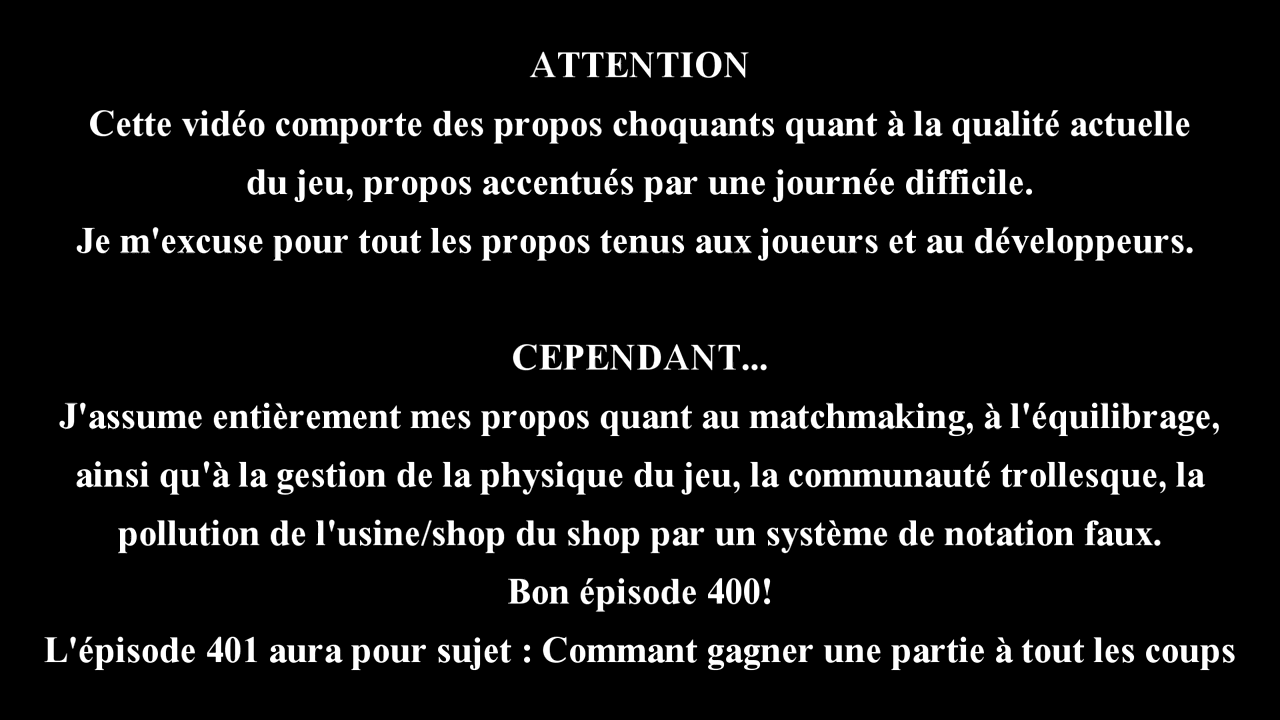 ATTENTION
Cette vidéo comporte des propos choquants quant à la qualité actuelle
du jeu, propos accentués par une journée difficile.
Je m'excuse pour tout les propos tenus aux joueurs et au développeurs.
CEPENDANT...
J'assume entièrement mes propos quant au matchmaking, à l'équilibrage,
ainsi qu'à la gestion de la physique du jeu, la communauté trollesque, la
pollution de l'usine/shop du shop par un système de notation faux.
Bon épisode 400!
L'épisode 401 aura pour sujet : Commant gagner une partie à tout les coups